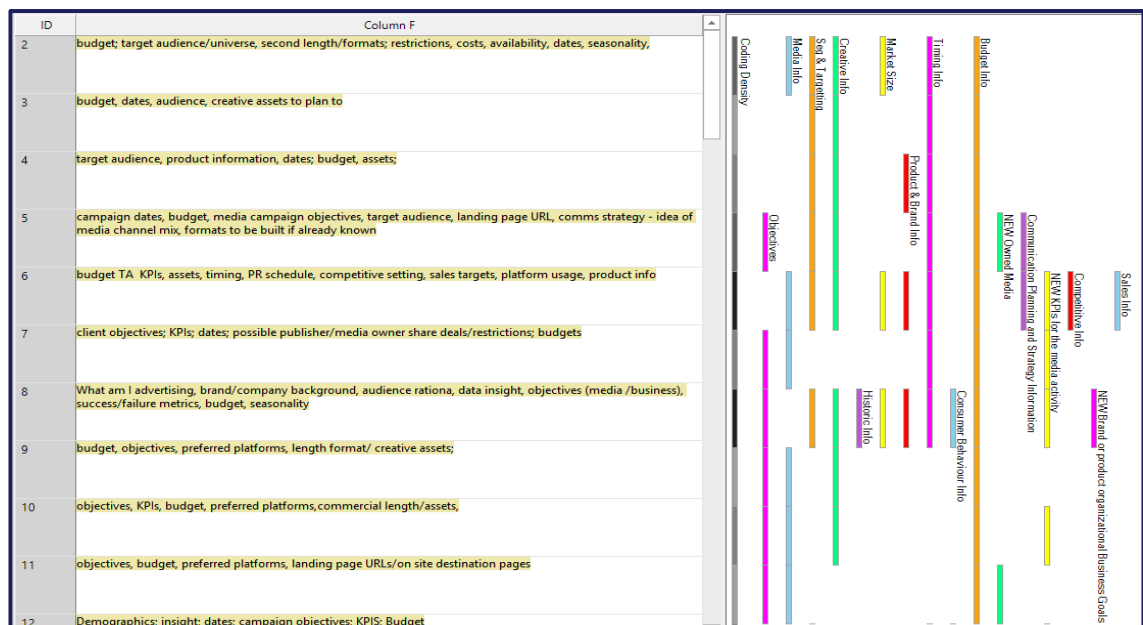 ID Column F
2 budget; target audience/universe, second length/formats; restrictions, costs, availability, dates, seasonality,
3 budget, dates, audience, creative assets to plan to
4 target audience, product information, dates; budget, assets;
5 campaign dates, budget, media campaign objectives, target audience, landing page URL, comms strategy - idea of
media channel mix, formats to be built if already known
6 budget TA KPIs, assets, timing, PR schedule, competitive setting, sales targets, platform usage, product info
7 client objectives; KPIs; dates; possible publisher/media owner share deals/restrictions; budgets
8 What am I advertising, brand/company background, audience rationa, data insight, objectives (media /business),
success/failure metrics, budget, seasonality
9 budget, objectives, preferred platforms, length format/ creative assets;
10 objectives, KPIs, budget, preferred platforms,commercial length/assets,
11 objectives, budget, preferred platforms, landing page URLs/on site destination pages
12 Demographics; insight; dates; campaign objectives; KPIS; Budget
Coding Density
Objectives
Media Info
Seg & Targetting
Creative Info
Historic Info
Market Size
Product & Brand Info
Timing Info
Consumer Behaviour Info
Budget Info
NEW Owned Media
Communication Planning and Strategy Information
NEW KPIs for the media activity
Competitive Info
NEW Brand or product organizational Business Goals
Sales Info